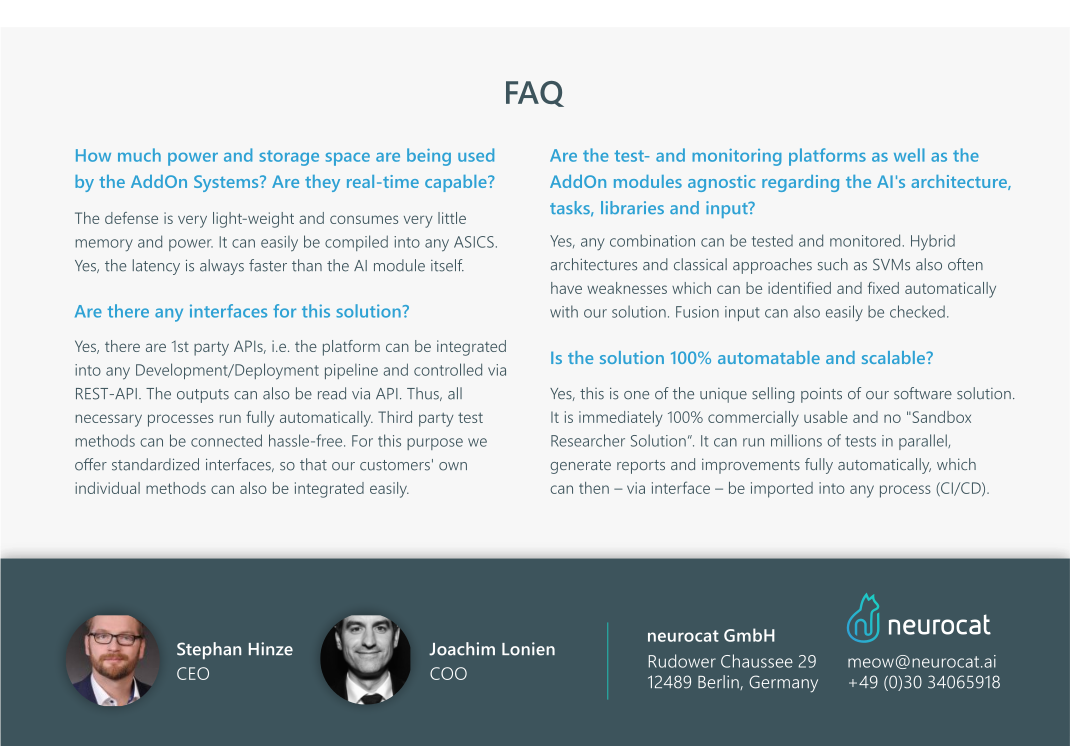 FAQ
How much power and storage space are being used
by the AddOn Systems? Are they real-time capable?
The defense is very light-weight and consumes very little
memory and power. It can easily be compiled into any ASICS.
Yes, the latency is always faster than the AI module itself.
Are there any interfaces for this solution?
Yes, there are 1st party APIs, i.e. the platform can be integrated
into any Development/Deployment pipeline and controlled via
REST-API. The outputs can also be read via API. Thus, all
necessary processes run fully automatically. Third party test
methods can be connected hassle-free. For this purpose we
offer standardized interfaces, so that our customers' own
individual methods can also be integrated easily.
Are the test- and monitoring platforms as well as the
AddOn modules agnostic regarding the AI's architecture,
tasks, libraries and input?
Yes, any combination can be tested and monitored. Hybrid
architectures and classical approaches such as SVMs also often
have weaknesses which can be identified and fixed automatically
with our solution. Fusion input can also easily be checked.
Is the solution 100% automatable and scalable?
Yes, this is one of the unique selling points of our software solution.
It is immediately 100% commercially usable and no "Sandbox
Researcher Solution”. It can run millions of tests in parallel,
generate reports and improvements fully automatically, which
can then – via interface – be imported into any process (CI/CD).
Stephan Hinze
CEO
Joachim Lonien
COO
neurocat GmbH
Rudower Chaussee 29
12489 Berlin, Germany
neurocat
meow@neurocat.ai
+49 (0)30 34065918